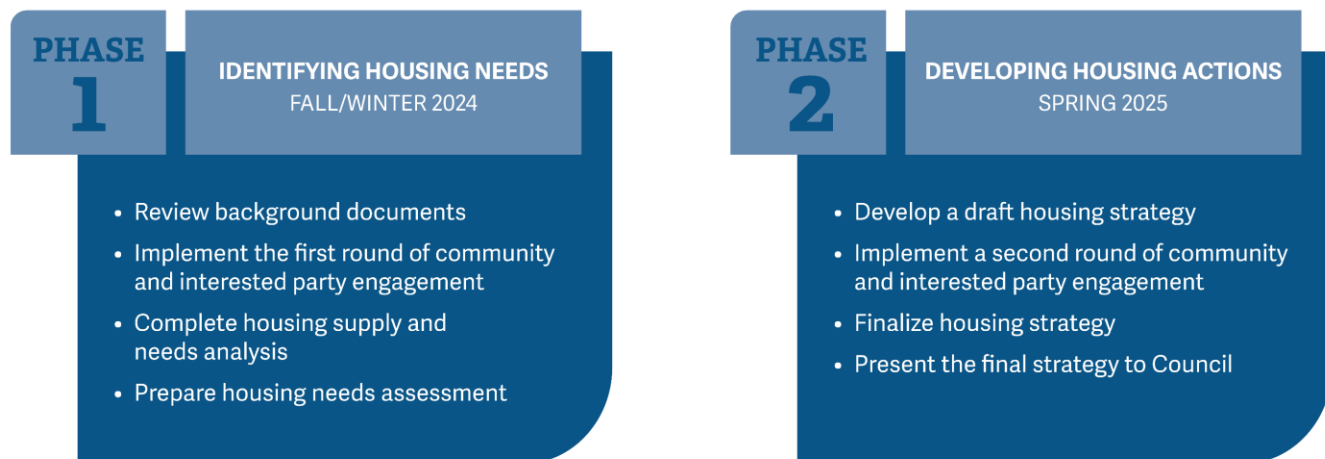 PHASE
1
IDENTIFYING HOUSING NEEDS
FALL/WINTER 2024
• Review background documents
• Implement the first round of community
and interested party engagement
• Complete housing supply and
needs analysis
• Prepare housing needs assessment
PHASE
2
DEVELOPING HOUSING ACTIONS
SPRING 2025
• Develop a draft housing strategy
• Implement a second round of community
and interested party engagement
• Finalize housing strategy
• Present the final strategy to Council